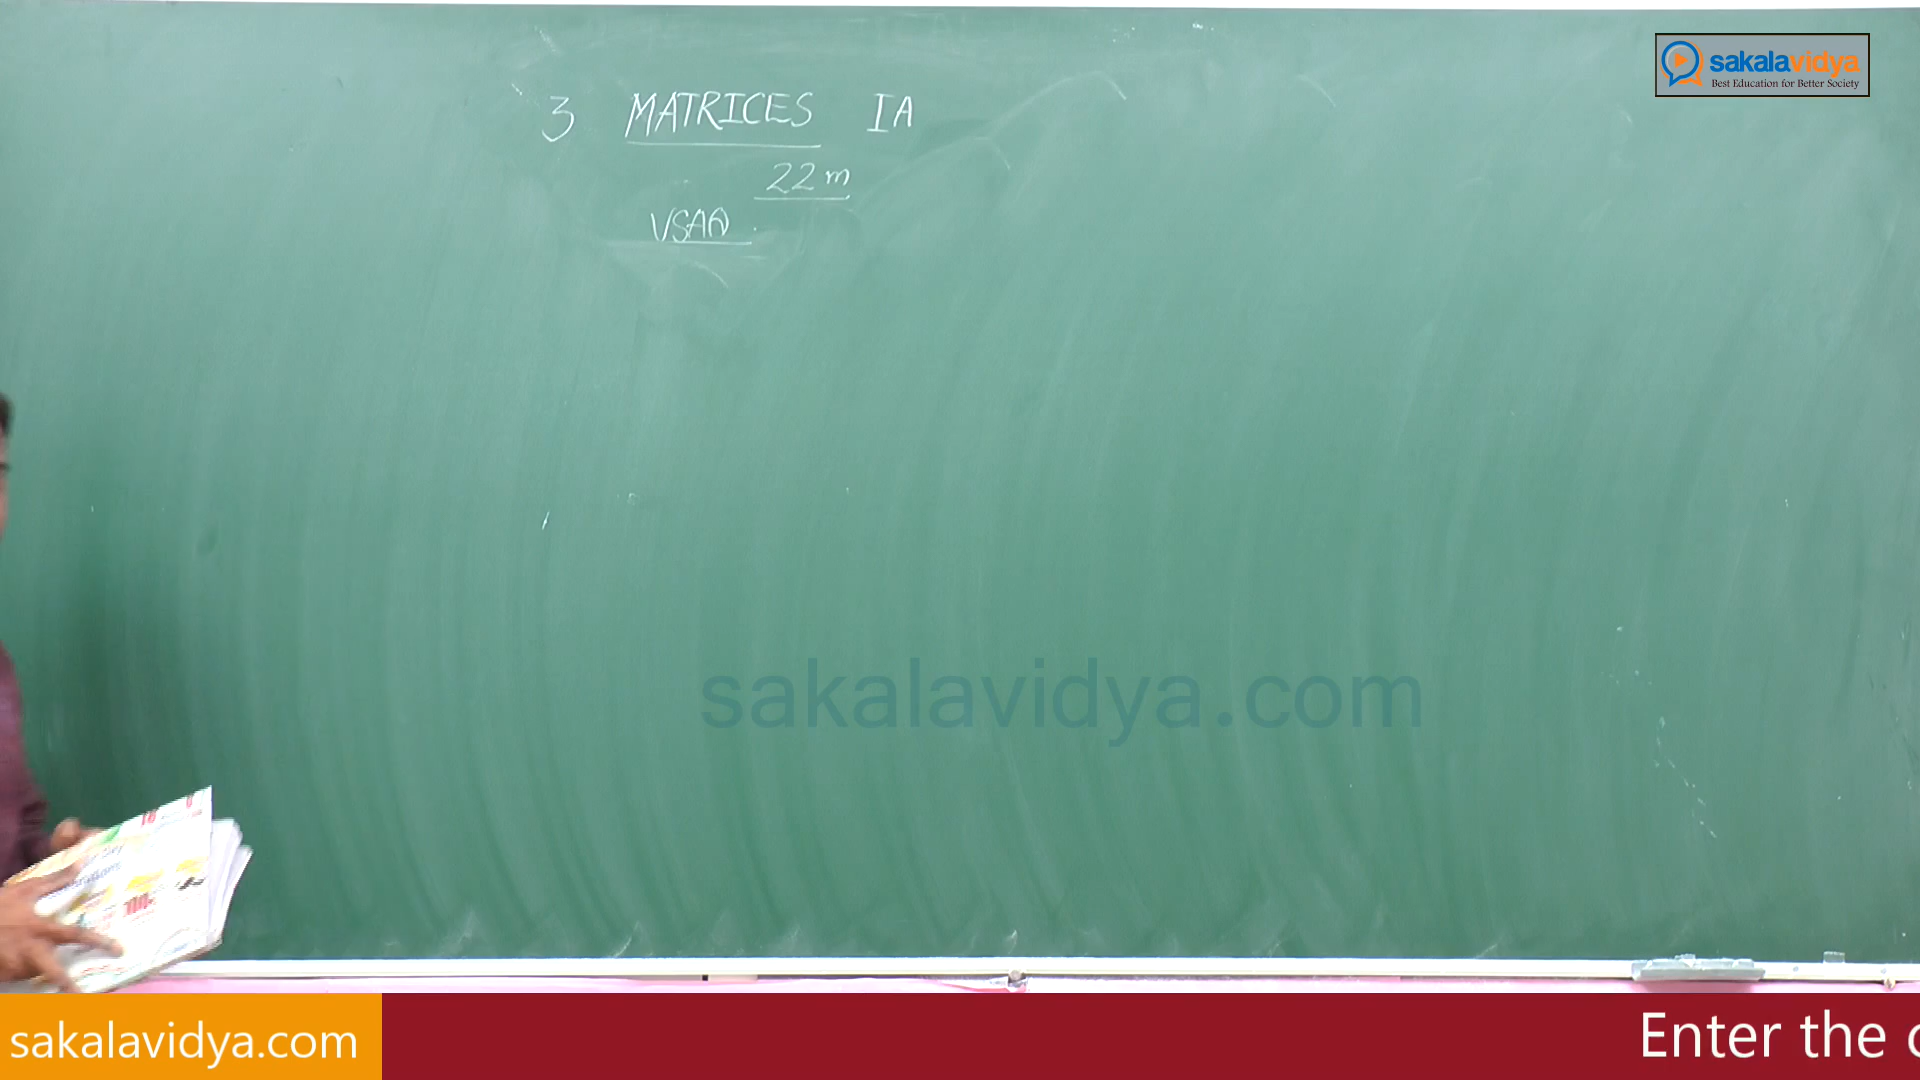 sakalavidya
Best Education for Better Society
3 MATRICES IA
22 m
VSAQ
sakalavidya.com
sakalavidya.com
Enter the